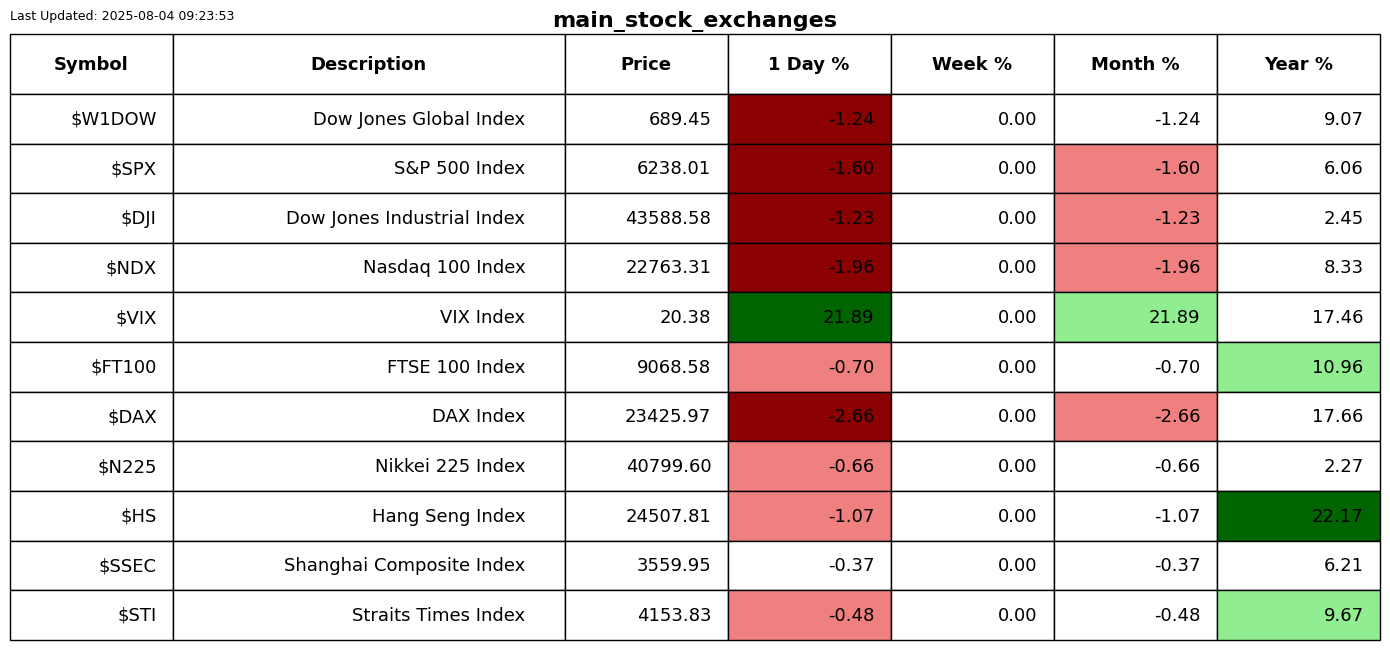 Last Updated: 2025-08-04 09:23:53
main_stock_exchanges
Symbol Description Price 1 Day % Week % Month % Year %
$W1DOW Dow Jones Global Index 689.45 -1.24 0.00 -1.24 9.07
$SPX S&P 500 Index 6238.01 -1.60 0.00 -1.60 6.06
$DJI Dow Jones Industrial Index 43588.58 -1.23 0.00 -1.23 2.45
$NDX Nasdaq 100 Index 22763.31 -1.96 0.00 -1.96 8.33
$VIX VIX Index 20.38 21.89 0.00 21.89 17.46
$FT100 FTSE 100 Index 9068.58 -0.70 0.00 -0.70 10.96
$DAX DAX Index 23425.97 -2.66 0.00 -2.66 17.66
$N225 Nikkei 225 Index 40799.60 -0.66 0.00 -0.66 2.27
$HS Hang Seng Index 24507.81 -1.07 0.00 -1.07 22.17
$SSEC Shanghai Composite Index 3559.95 -0.37 0.00 -0.37 6.21
$STI Straits Times Index 4153.83 -0.48 0.00 -0.48 9.67